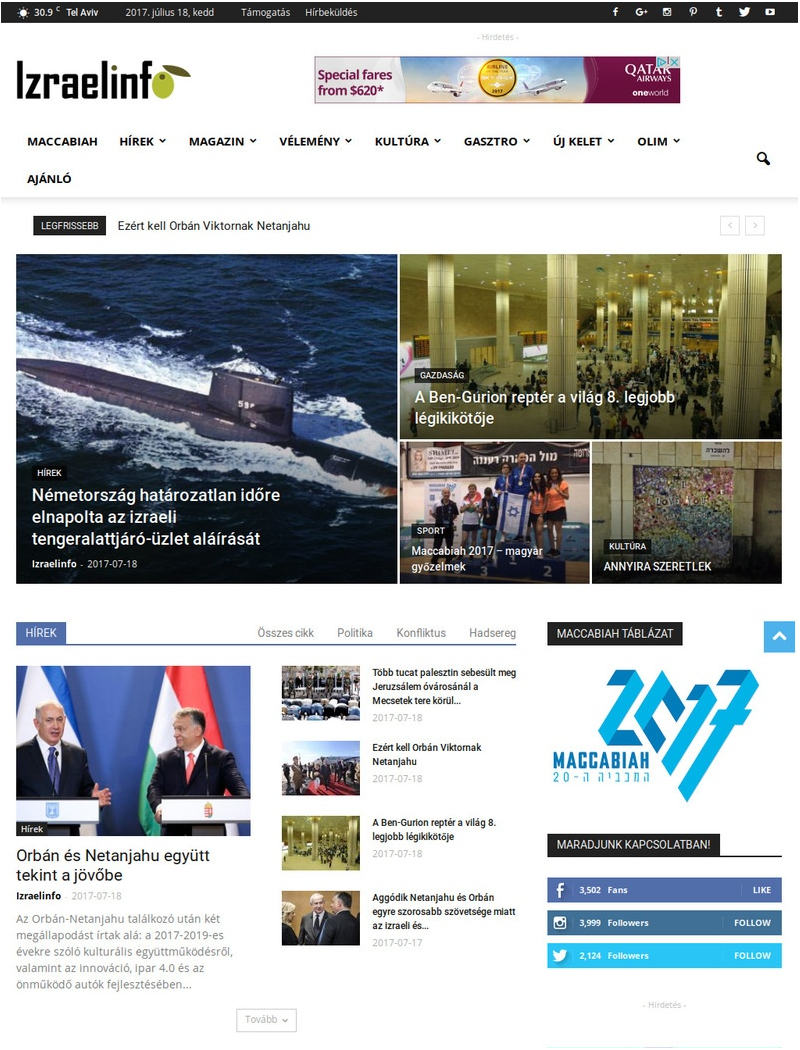 30.9 C Tel Aviv 2017. július 18, kedd Támogatás Hírbeküldés
- Hirdetés -
Izraelinfo
Special fares
from $620*
AIRLINE
2017
QATAR
AIRWAYS
oneworld
MACCABIAH HÍREK MAGAZIN VÉLEMÉNY KULTÚRA GASZTRO ÚJ KELET OLIM
AJÁNLÓ
LEGFRISSEBB Ezért kell Orbán Viktornak Netanjahu
HÍREK
Németország határozatlan időre
elnapolta az izraeli
tengeralattjáró-üzlet aláírását
Izraelinfo - 2017-07-18
GAZDASÁG
A Ben-Gurion reptér a világ 8. legjobb
légikikötője
מול המזרק רעננה
SPORT
Maccabiah 2017 – magyar
győzelmek
2
KULTÚRA
ANNYIRA SZERETLEK
HÍREK Összes cikk Politika Konfliktus Hadsereg
Hírek
Orbán és Netanjahu együtt
tekint a jövőbe
Izraelinfo - 2017-07-18
Az Orbán-Netanjahu találkozó után két
megállapodást írtak alá: a 2017-2019-es
évekre szóló kulturális együttműködésről,
valamint az innováció, ipar 4.0 és az
önműködő autók fejlesztésében...
Több tucat palesztin sebesült meg
Jeruzsálem óvárosánál a
Mecsetek tere körül...
2017-07-18
Ezért kell Orbán Viktornak
Netanjahu
2017-07-18
A Ben-Gurion reptér a világ 8.
legjobb légikikötője
2017-07-18
Aggódik Netanjahu és Orbán
egyre szorosabb szövetsége miatt
az izraeli és...
2017-07-17
Tovább
MACCABIAH TÁBLÁZAT
2017
MACCABIAH
המכביה ה-20
MARADJUNK KAPCSOLATBAN!
3,502 Fans LIKE
3,999 Followers FOLLOW
2,124 Followers FOLLOW
- Hirdetés -